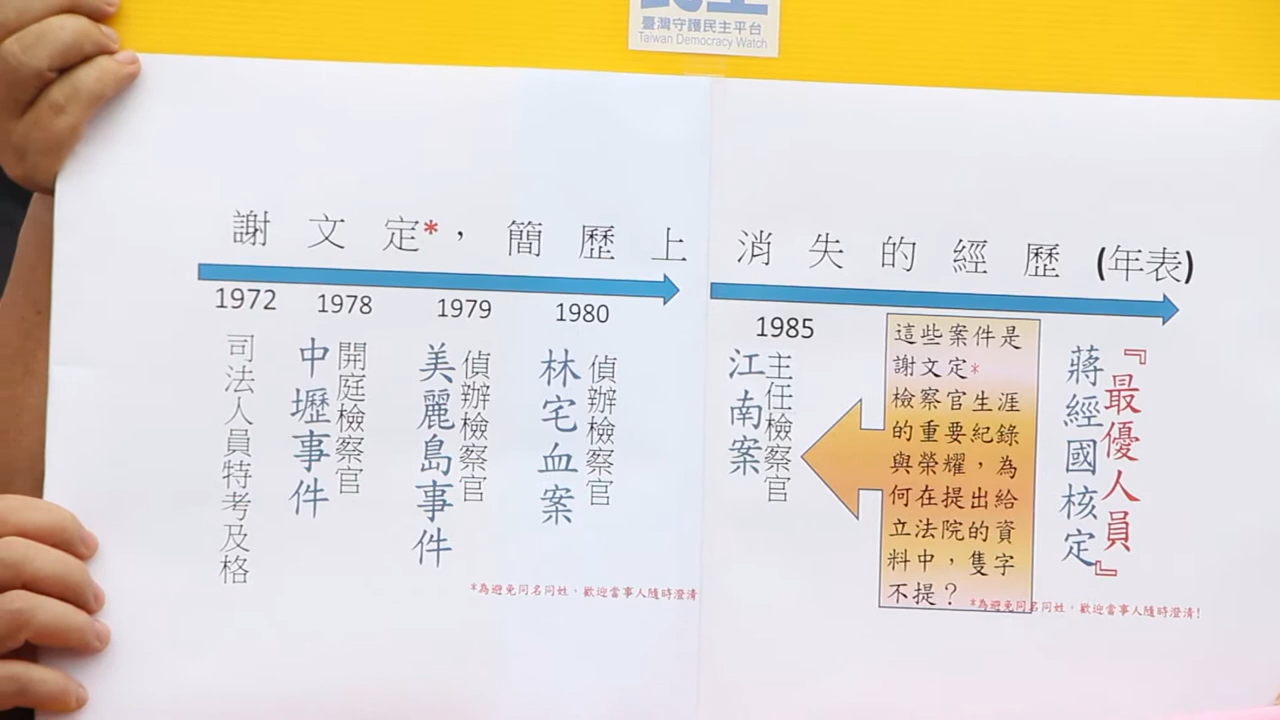 臺灣守護民主平台
Taiwan Democracy Watch
謝文定*，簡歷上消失的經歷(年表)
1972
司法人員特考及格
1978
開庭檢察官
中壢事件
1979
偵辦檢察官
美麗島事件
1980
偵辦檢察官
林宅血案
1985
主任檢察官
江南案
這些案件是
謝文定*
檢察官生涯
的重要紀錄
與榮耀，為
何在提出給
立法院的資
料中，隻字
不提？
『最優人員』
蔣經國核定
*為避免同名同姓，歡迎當事人隨時澄清
*為避免同名同姓，歡迎當事人隨時澄清!